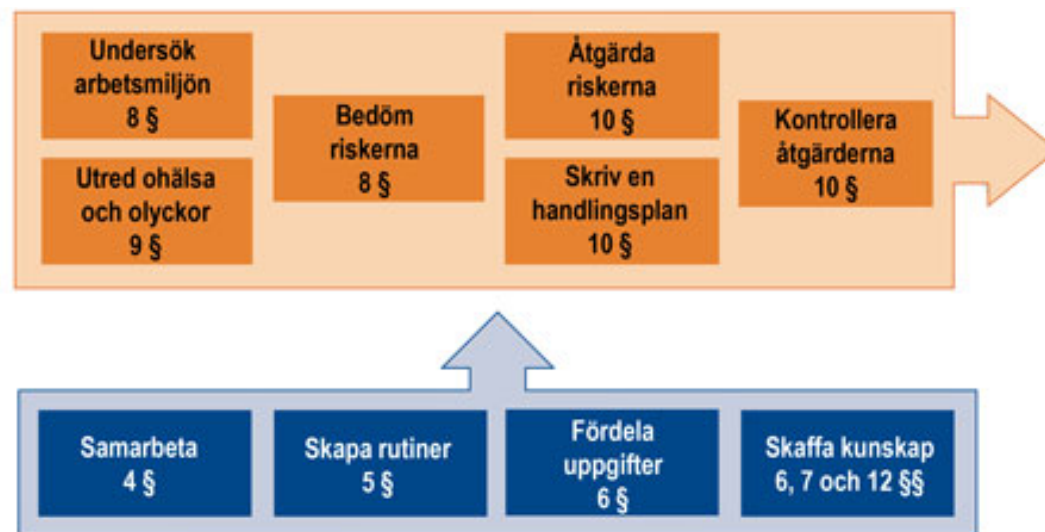 Undersök
arbetsmiljön
8 §
Utred ohälsa
och olyckor
9 §
Bedöm
riskerna
8 §
Åtgärda
riskerna
10 §
Skriv en
handlingsplan
10 §
Kontrollera
åtgärderna
10 §
Samarbeta
4 §
Skapa rutiner
5 §
Fördela
uppgifter
6 §
Skaffa kunskap
6, 7 och 12 §§